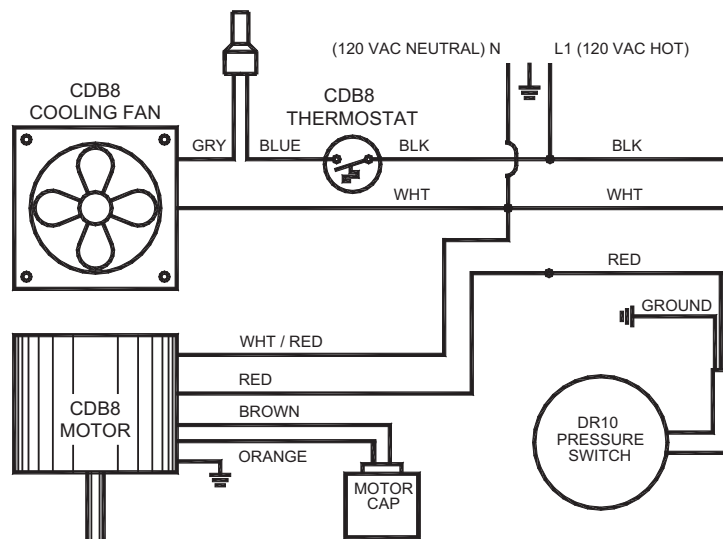 (120 VAC NEUTRAL) N
L1 (120 VAC HOT)
CDB8
COOLING FAN
CDB8
THERMOSTAT
GRY
BLUE
BLK
BLK
WHT
WHT
RED
GROUND
WHT / RED
RED
CDB8
MOTOR
BROWN
ORANGE
DR10
PRESSURE
SWITCH
MOTOR
CAP